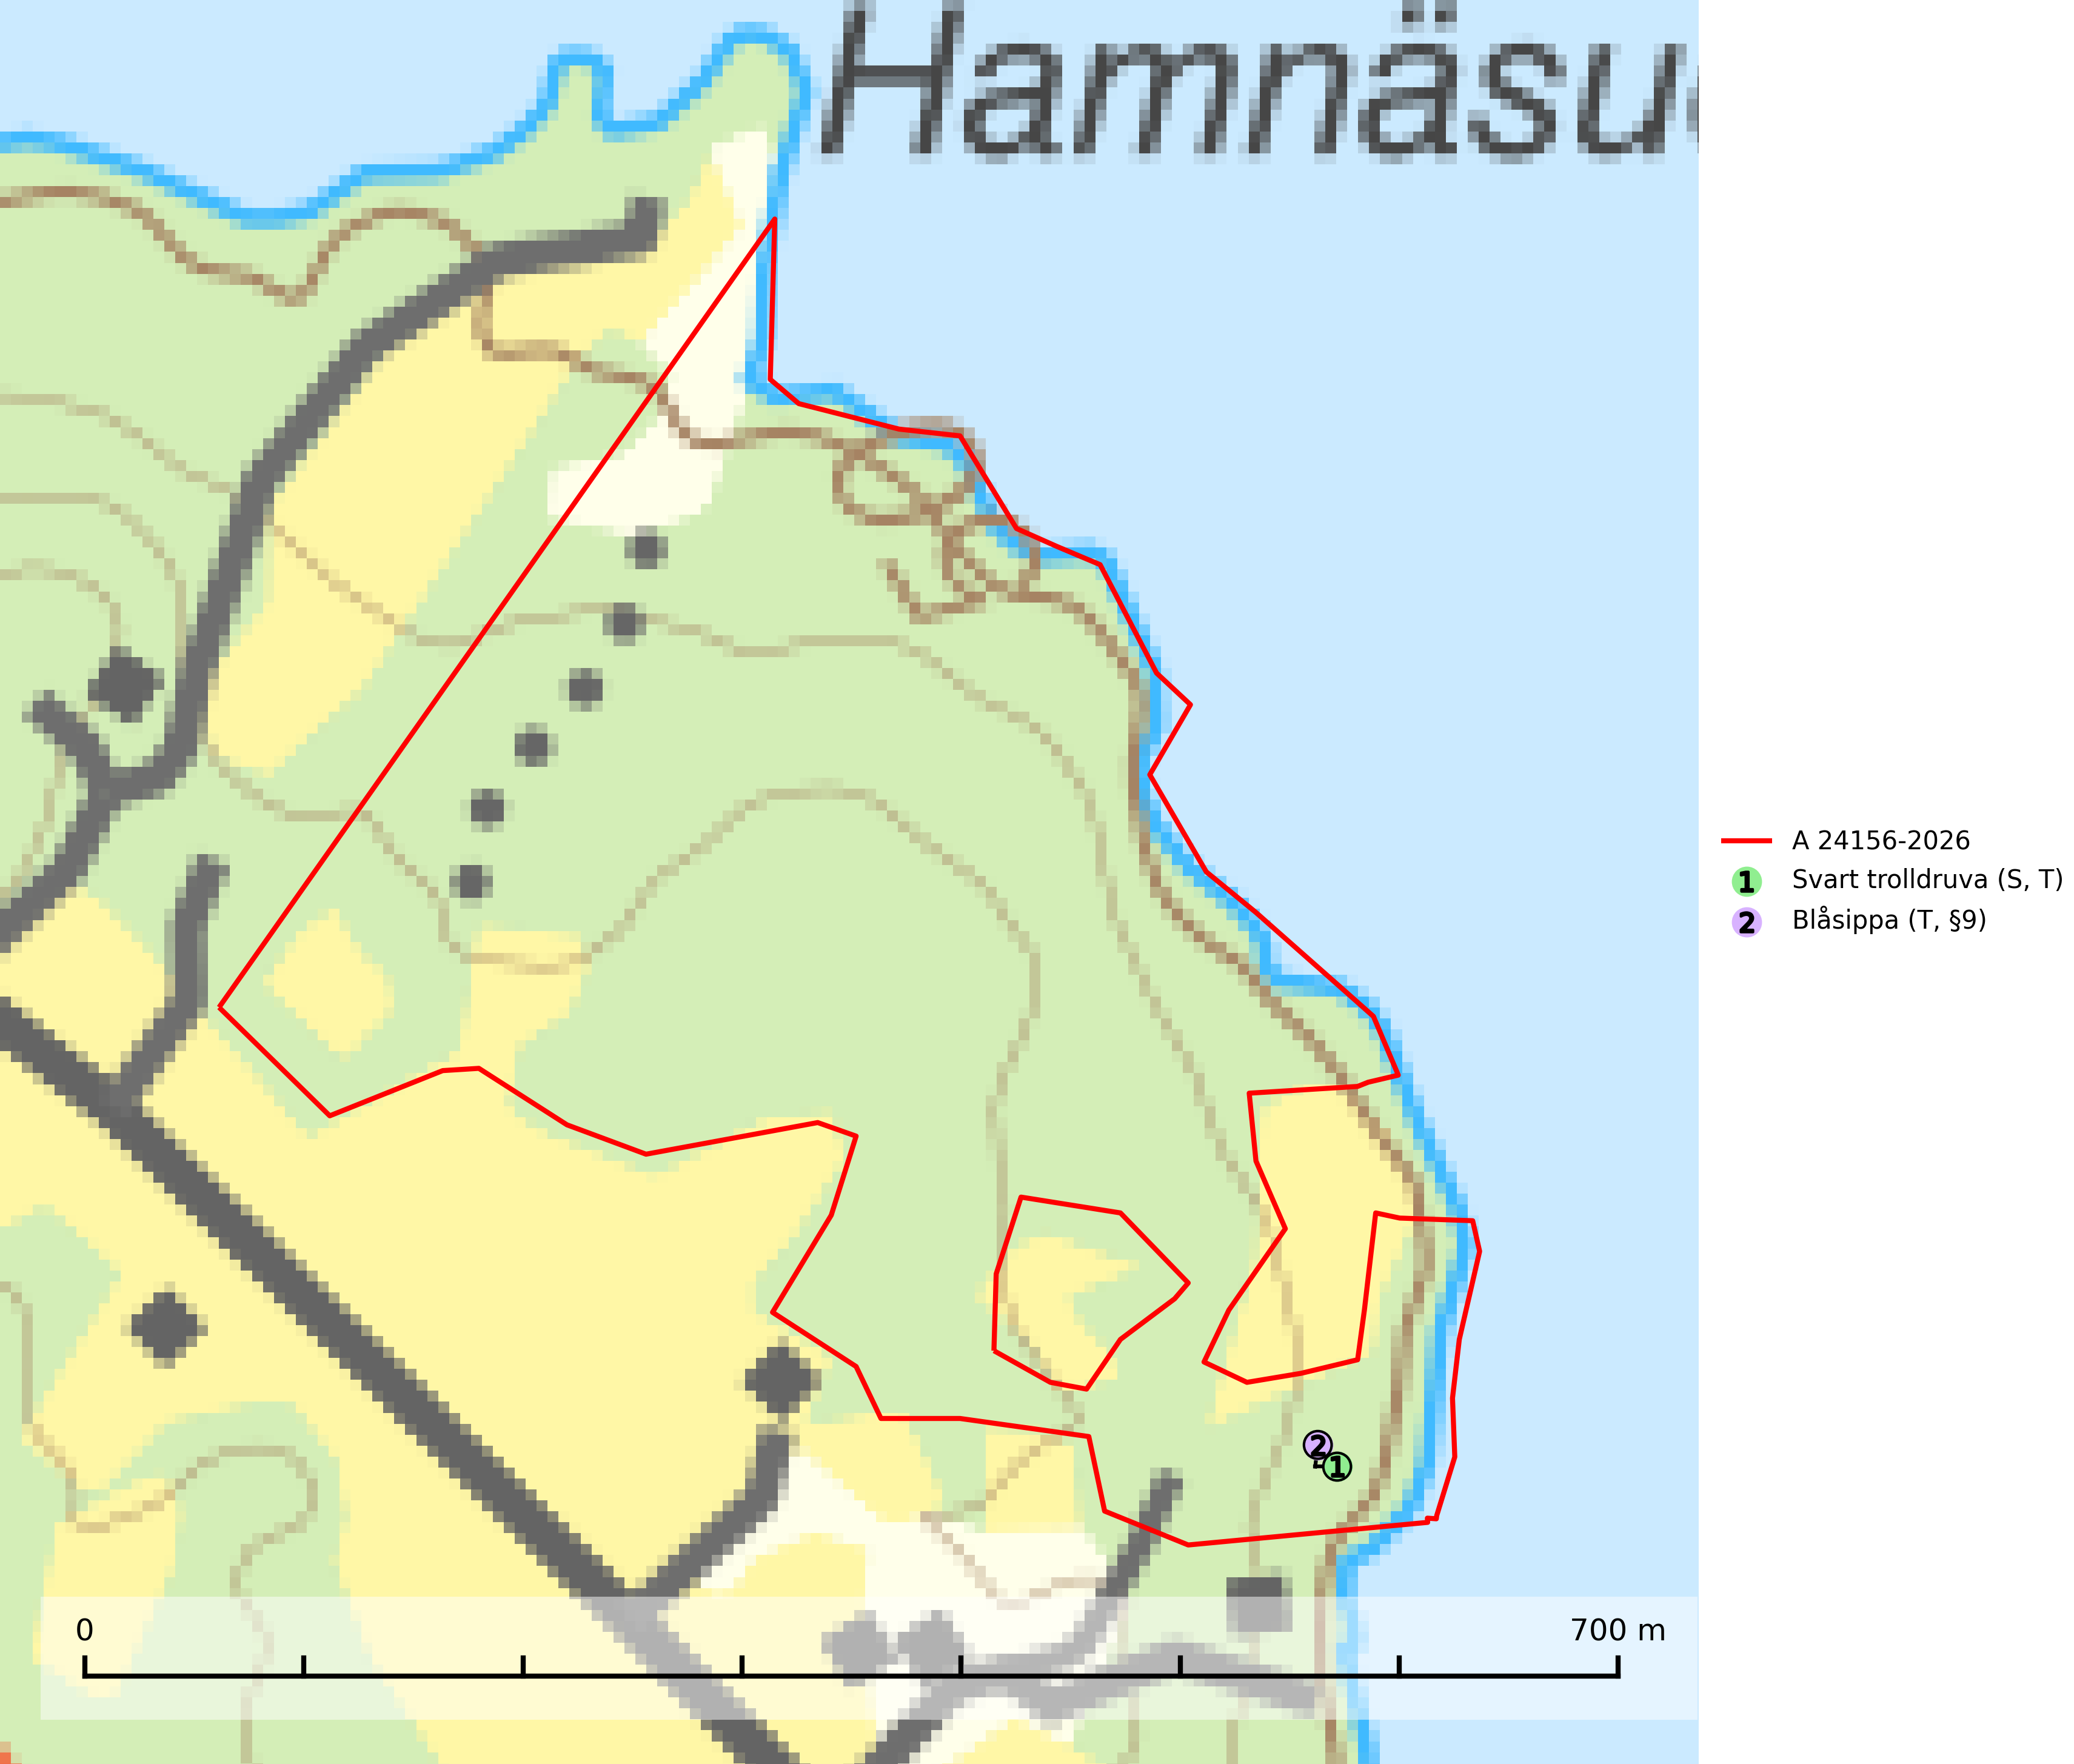 Hamnäsu
A 24156-2026
1 Svart trolldruva (S, T)
2 Blåsippa (T, §9)
2
1
0 700 m